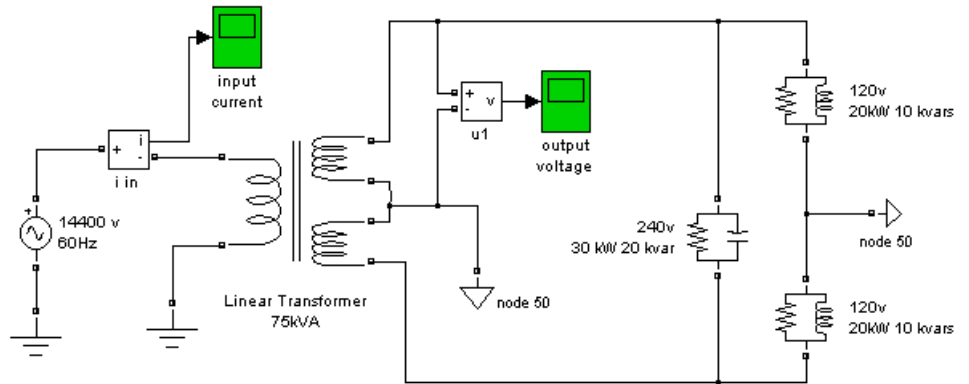 input
current
+
i
-
i in
+
14400 v
60Hz
Linear Transformer
75kVA
+
-
v
u1
output
voltage
node 50
240v
30 kW 20 kvar
120v
20kW 10 kvars
node 50
120v
20kW 10 kvars